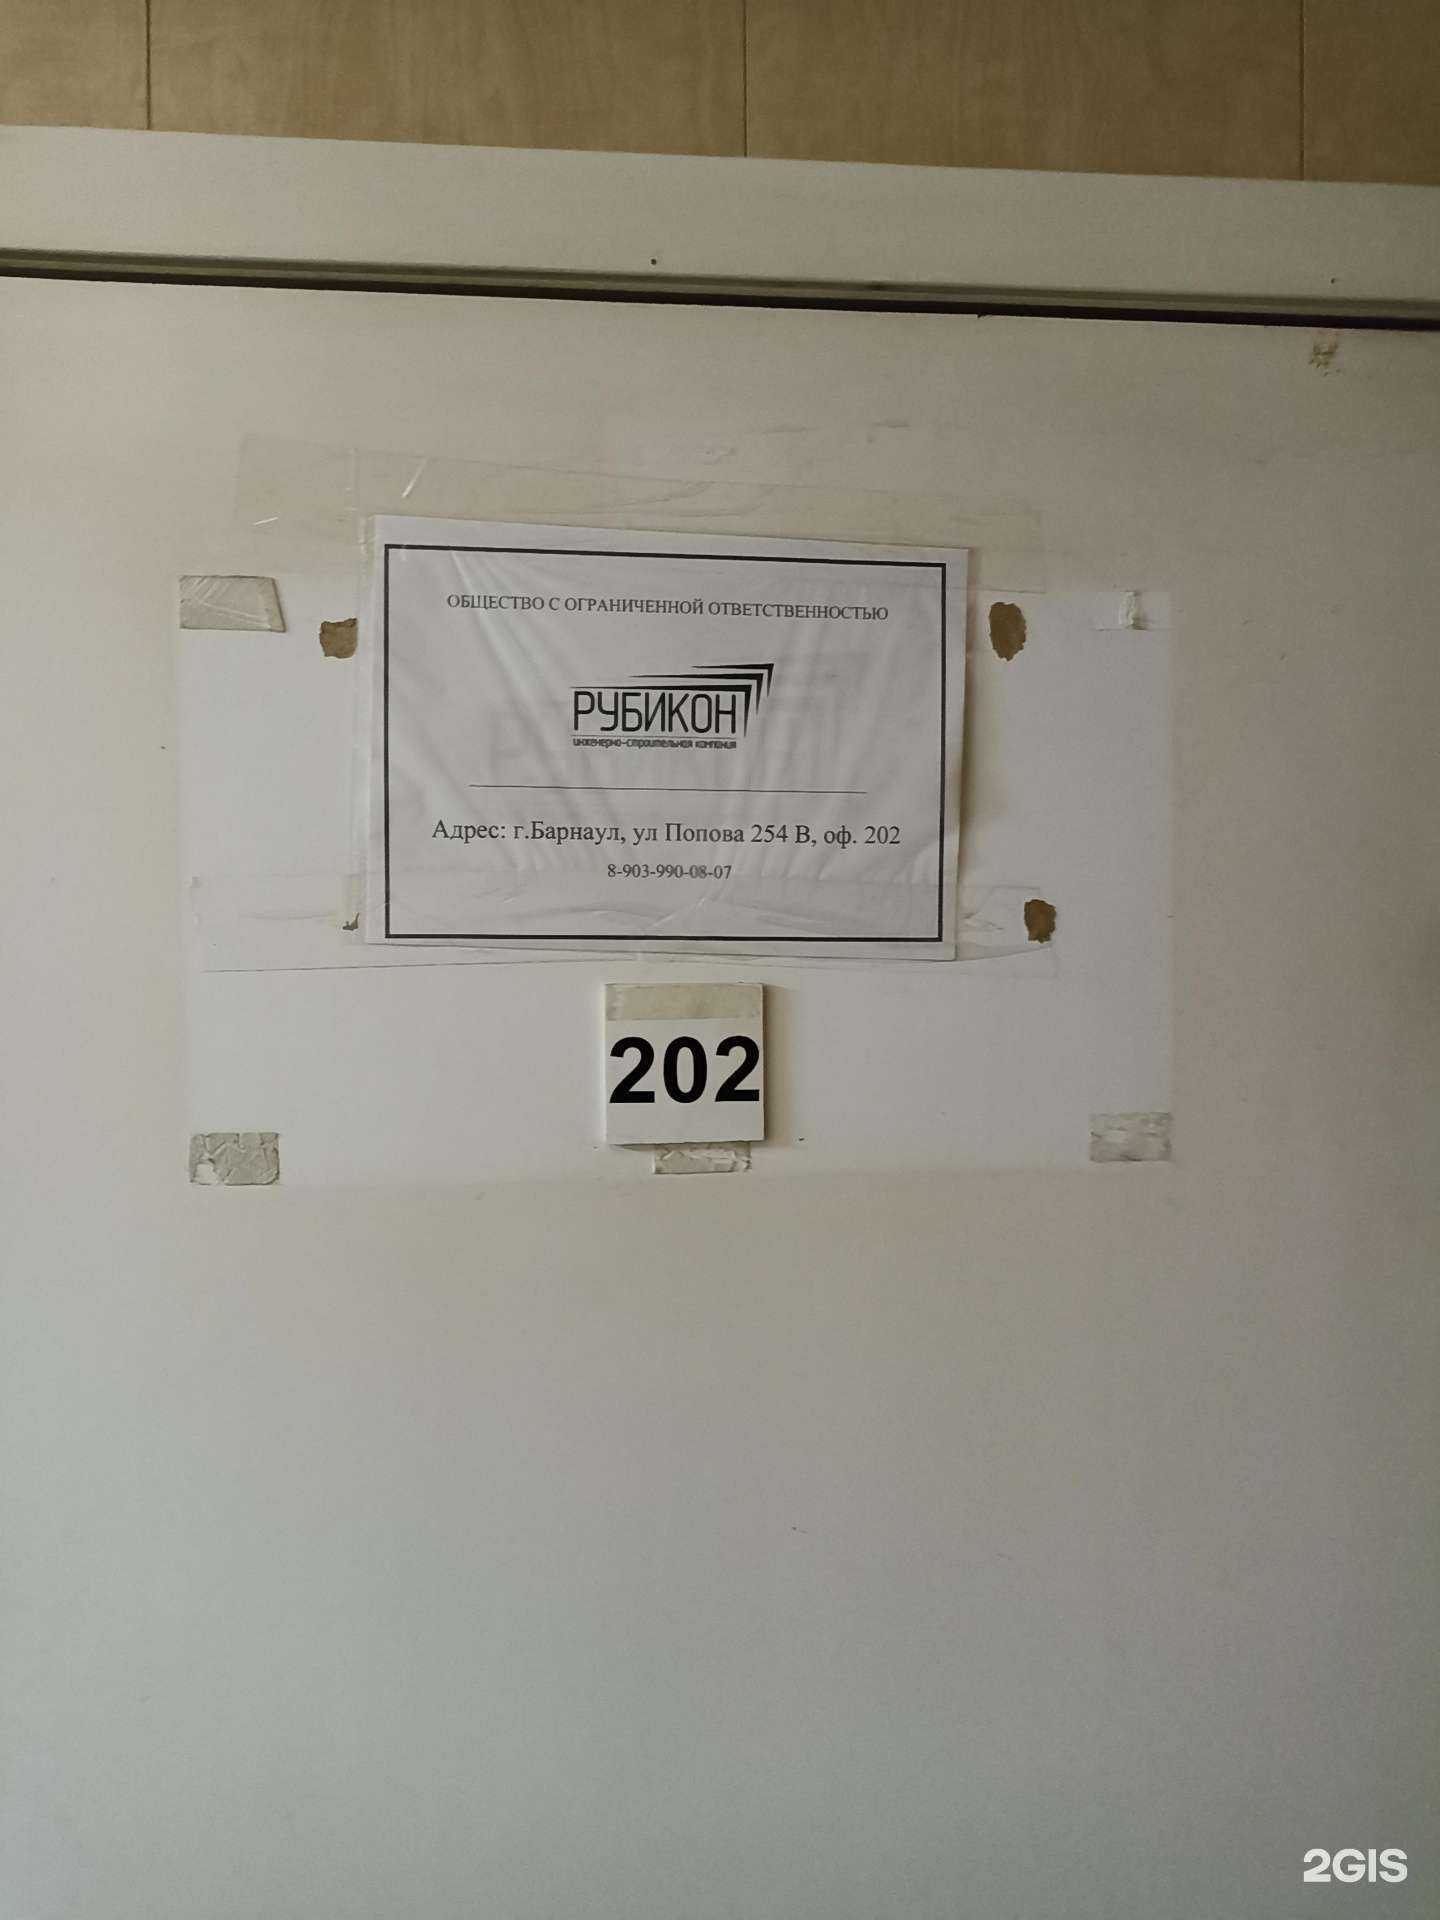 ОБЩЕСТВО С ОГРАНИЧЕННОЙ ОТВЕТСТВЕННОСТЬЮ
РУБИКОН
инженерно-строительная компания
Адрес: г.Барнаул, ул Попова 254 В, оф. 202
8-903-990-08-07
202
2GIS